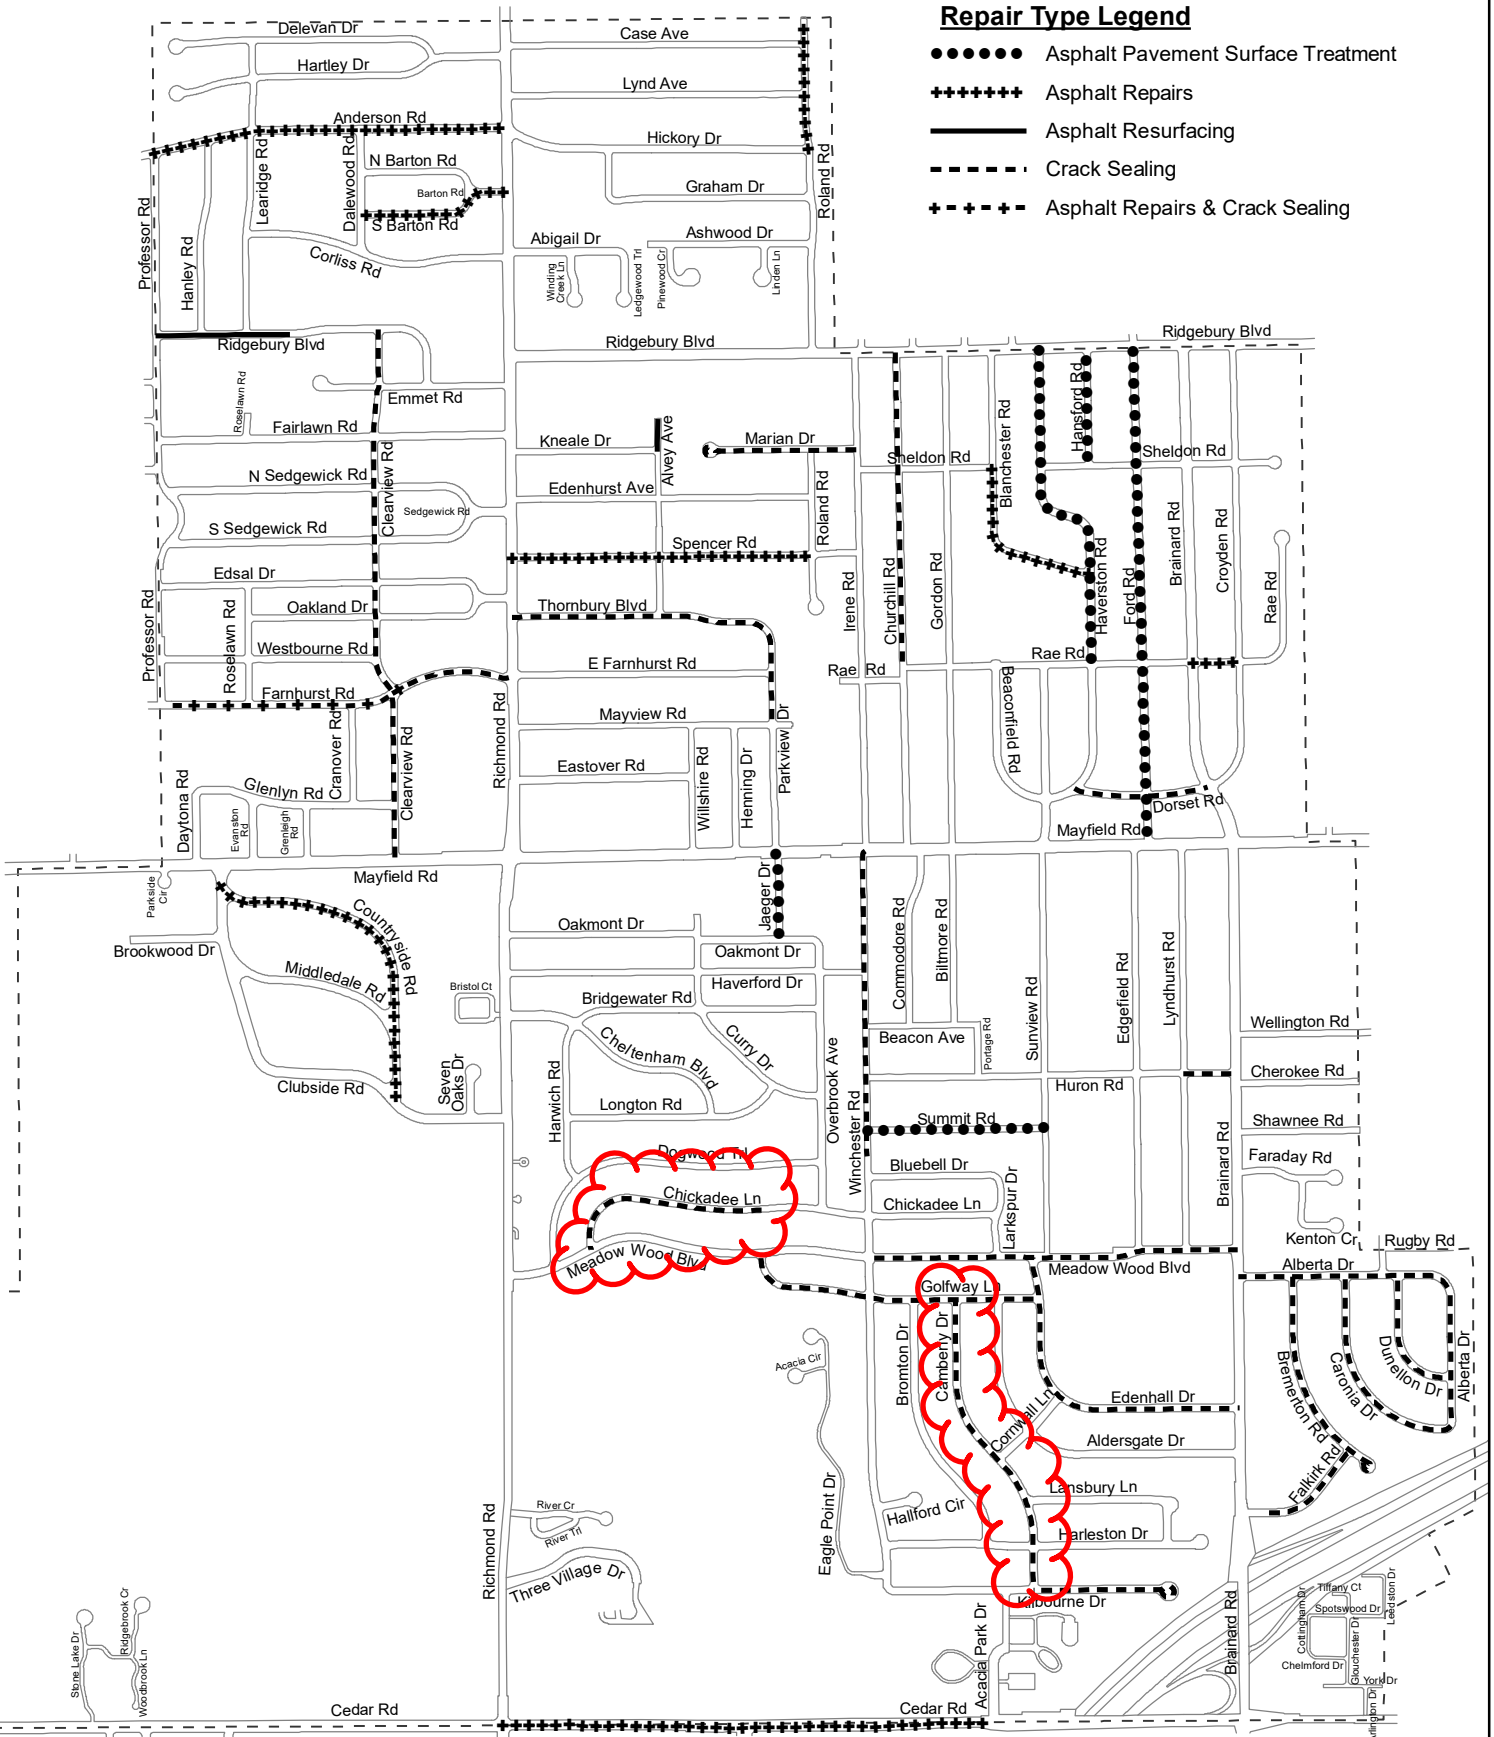 Repair Type Legend
Asphalt Pavement Surface Treatment
Asphalt Repairs
Asphalt Resurfacing
Crack Sealing
Asphalt Repairs & Crack Sealing
Delevan Dr
Case Ave
Hartley Dr
Lynd Ave
Anderson Rd
Hickory Dr
N Barton Rd
Barton Rd
S Barton Rd
Graham Dr
Learidge Rd
Dalewood Rd
Roland Rd
Professor Rd
Hanley Rd
Corliss Rd
Abigail Dr
Ashwood Dr
Winding
Creek Ln
Ledgewood Trl
Pinewood Cr
Linden Ln
Ridgebury Blvd
Ridgebury Blvd
Ridgebury Blvd
Roselawn Rd
Emmet Rd
Fairlawn Rd
Kneale Dr
Alvey Ave
Marian Dr
Sheldon Rd
Blanchester Rd
Hansford Rd
Sheldon Rd
N Sedgewick Rd
Clearview Rd
Edenhurst Ave
Roland Rd
Sedgewick Rd
S Sedgewick Rd
Spencer Rd
Brainard Rd
Croyden Rd
Edsal Dr
Oakland Dr
Thornbury Blvd
Irene Rd
Churchill Rd
Gordon Rd
Haverston Rd
Ford Rd
Rae Rd
Professor Rd
Roselawn Rd
Westbourne Rd
E Farnhurst Rd
Rae Rd
Rae Rd
Farnhurst Rd
Mayview Rd
Beaconfield Rd
Cranover Rd
Clearview Rd
Richmond Rd
Eastover Rd
Willshire Rd
Henning Dr
Parkview Dr
Daytona Rd
Glenlyn Rd
Evanston
Rd
Grenleigh
Rd
Dorset Rd
Mayfield Rd
Mayfield Rd
Parkside
Cir
Countryside Rd
Jaeger Dr
Brookwood Dr
Middledale Rd
Oakmont Dr
Oakmont Dr
Commodore Rd
Biltmore Rd
Haverford Dr
Bristol Ct
Bridgewater Rd
Sunview Rd
Edgefield Rd
Lyndhurst Rd
Wellington Rd
Cheltenham Blvd
Curry Dr
Beacon Ave
Portage Rd
Clubside Rd
Seven
Oaks Dr
Harwich Rd
Longton Rd
Overbrook Ave
Winchester Rd
Huron Rd
Cherokee Rd
Summit Rd
Shawnee Rd
Dogwood Trl
Bluebell Dr
Larkspur Dr
Brainard Rd
Faraday Rd
Chickadee Ln
Chickadee Ln
Kenton Cr
Rugby Rd
Meadow Wood Blvd
Meadow Wood Blvd
Alberta Dr
Golfway Ln
Acacia Cir
Bromton Dr
Camberly Dr
Cornwall Ln
Edenhall Dr
Bremerton Rd
Caronia Dr
Dunellon Dr
Alberta Dr
Aldersgate Dr
Falkirk Rd
Lansbury Ln
Hallford Cir
Harleston Dr
Eagle Point Dr
Richmond Rd
River Cr
River Trl
Three Village Dr
Kilbourne Dr
Acacia Park Dr
Brainard Rd
Stone Lake Dr
Ridgebrook Cr
Woodbrook Ln
Tiffany Ct
Spotswood Dr
Leedston Dr
Cottingham Dr
Glouchester Dr
Chelmford Dr
York Dr
Cedar Rd
Cedar Rd